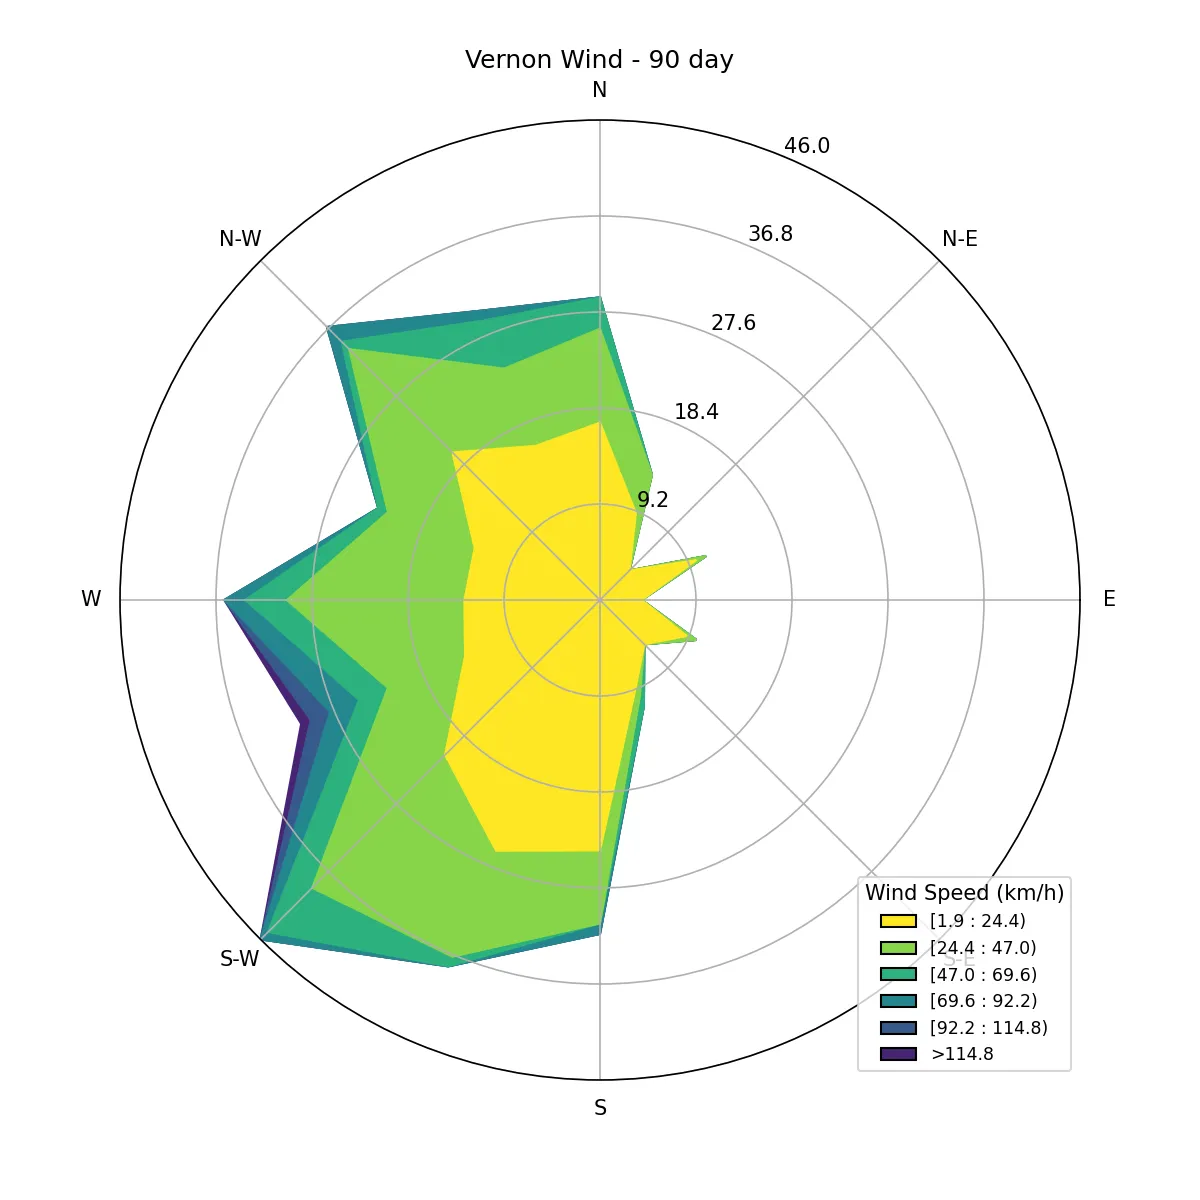 Vernon Wind - 90 day
N
46.0
N-W
36.8
N-E
27.6
18.4
9.2
W
E
S-W
S-E
S
Wind Speed (km/h)
[1.9 : 24.4)
[24.4 : 47.0)
[47.0 : 69.6)
[69.6 : 92.2)
[92.2 : 114.8)
>114.8